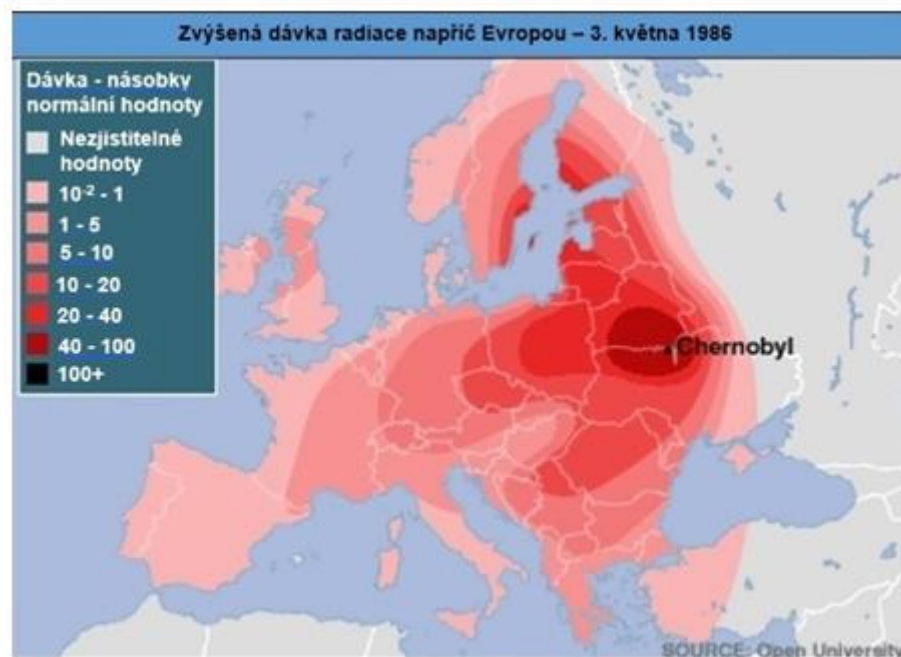 Zvýšená dávka radiace napříč Evropou – 3. května 1986
Dávka - násobky
normální hodnoty
Nezjistitelné
hodnoty
10⁻² - 1
1 - 5
5 - 10
10 - 20
20 - 40
40 - 100
100+
Chernobyl
SOURCE: Open University